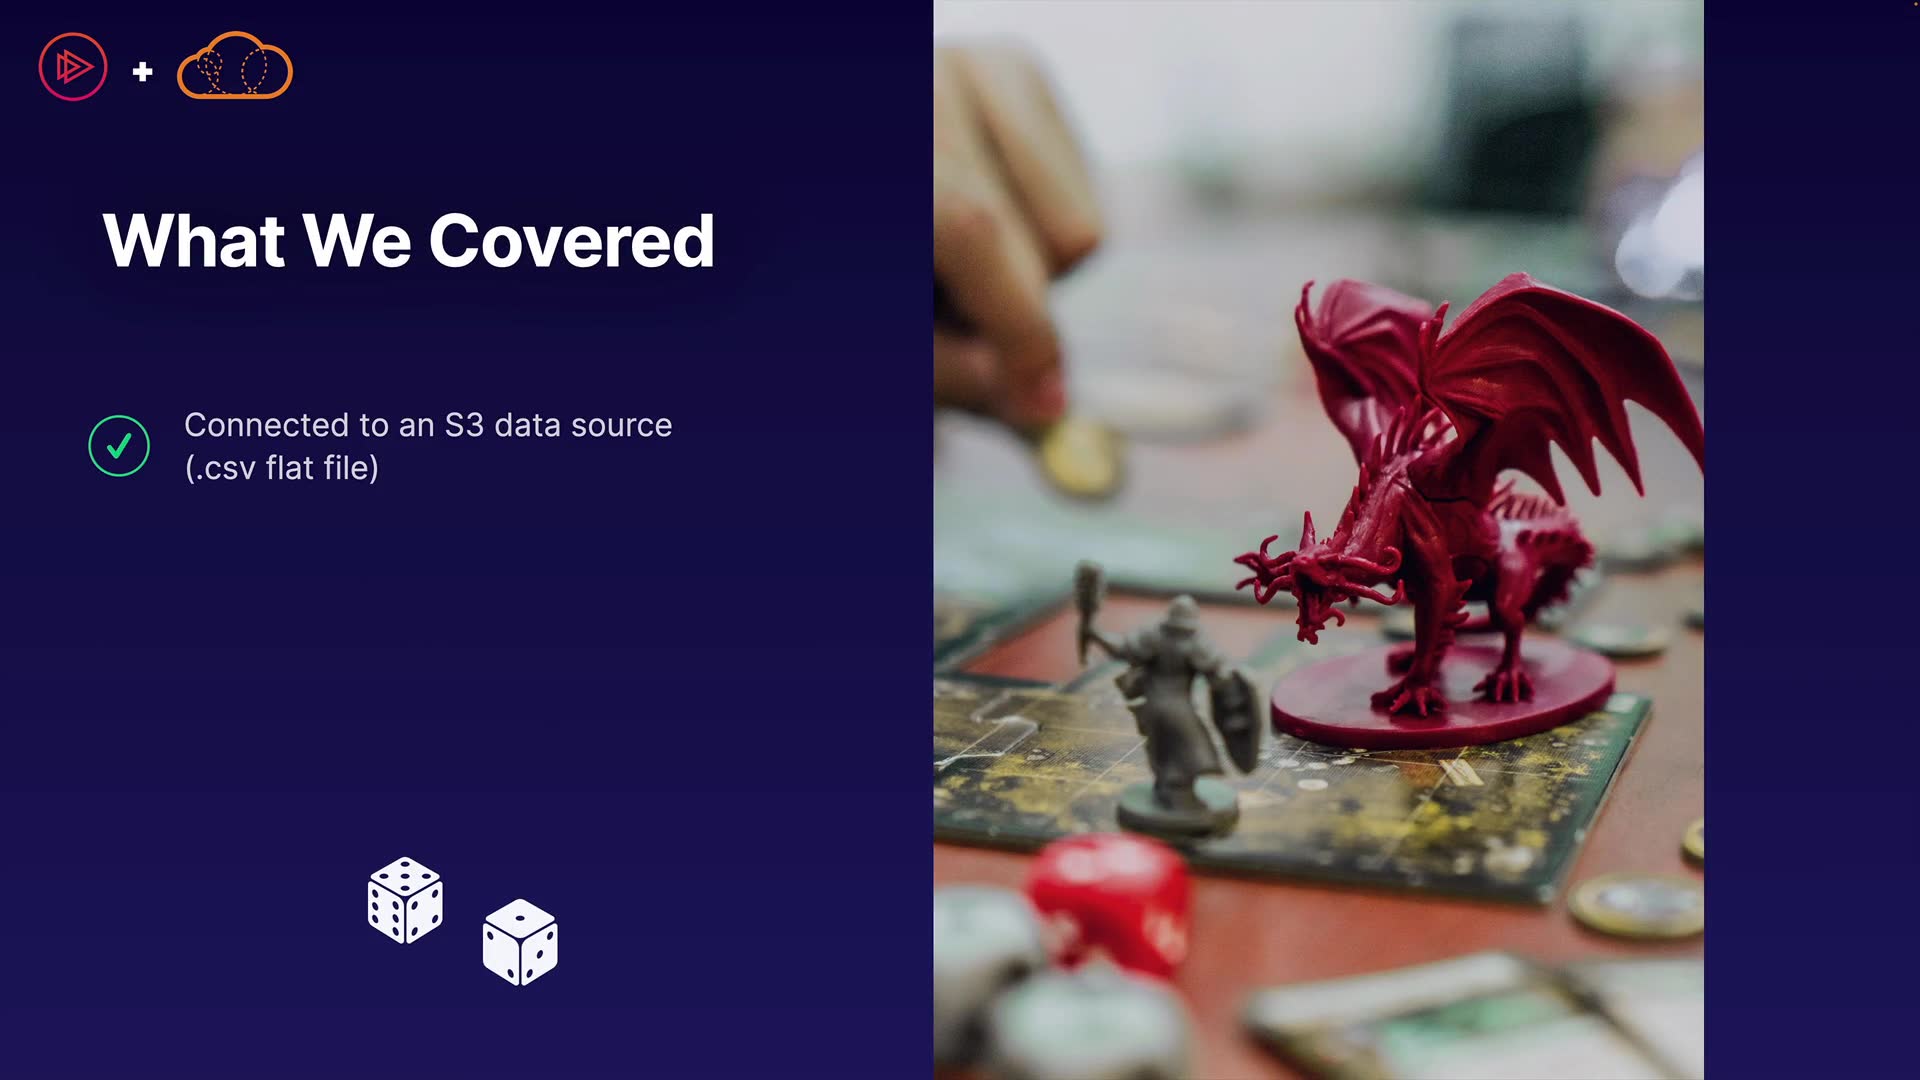 What We Covered
Connected to an S3 data source
(.csv flat file)